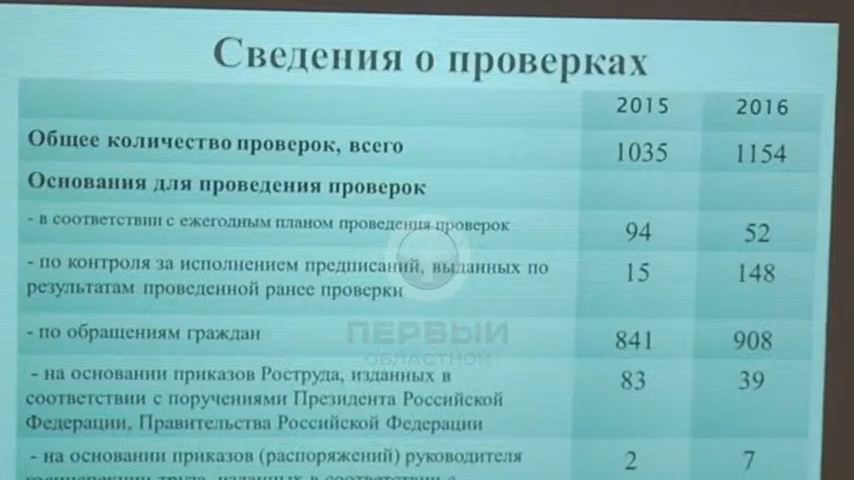 Сведения о проверках
2015 2016
Общее количество проверок, всего 1035 1154
Основания для проведения проверок
- в соответствии с ежегодным планом проведения проверок 94 52
- по контроля за исполнением предписаний, выданных по
результатам проведенной ранее проверки 15 148
- по обращениям граждан 841 908
- на основании приказов Роструда, изданных в
соответствии с поручениями Президента Российской
Федерации, Правительства Российской Федерации 83 39
- на основании приказов (распоряжений) руководителя 2 7
ПЕРВЫЙ
ОБЛАСТНОЙ